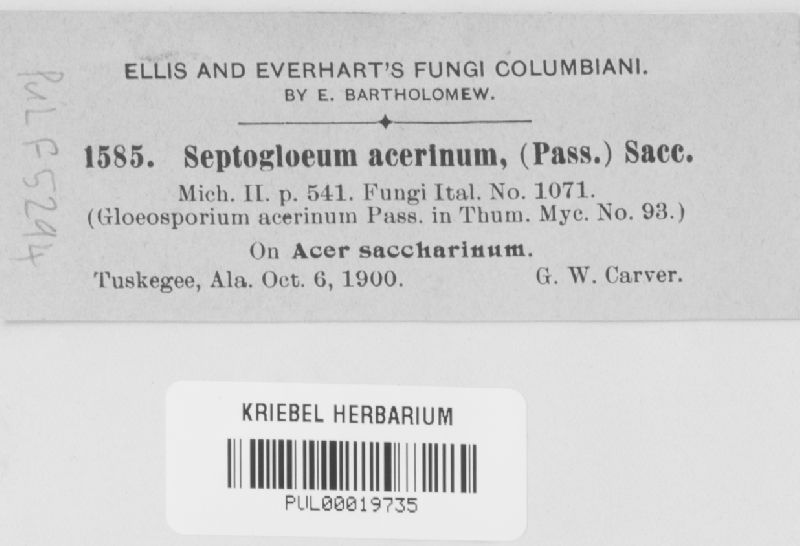 ELLIS AND EVERHART'S FUNGI COLUMBIANI.
BY E. BARTHOLOMEW.
1585. Septogloeum acerinum, (Pass.) Sacc.
Mich. II. p. 541. Fungi Ital. No. 1071.
(Gloeosporium acerinum Pass. in Thum. Myc. No. 93.)
On Acer saccharinum.
Tuskegee, Ala. Oct. 6, 1900. G. W. Carver.
PUL F5294
KRIEBEL HERBARIUM
PUL00019735